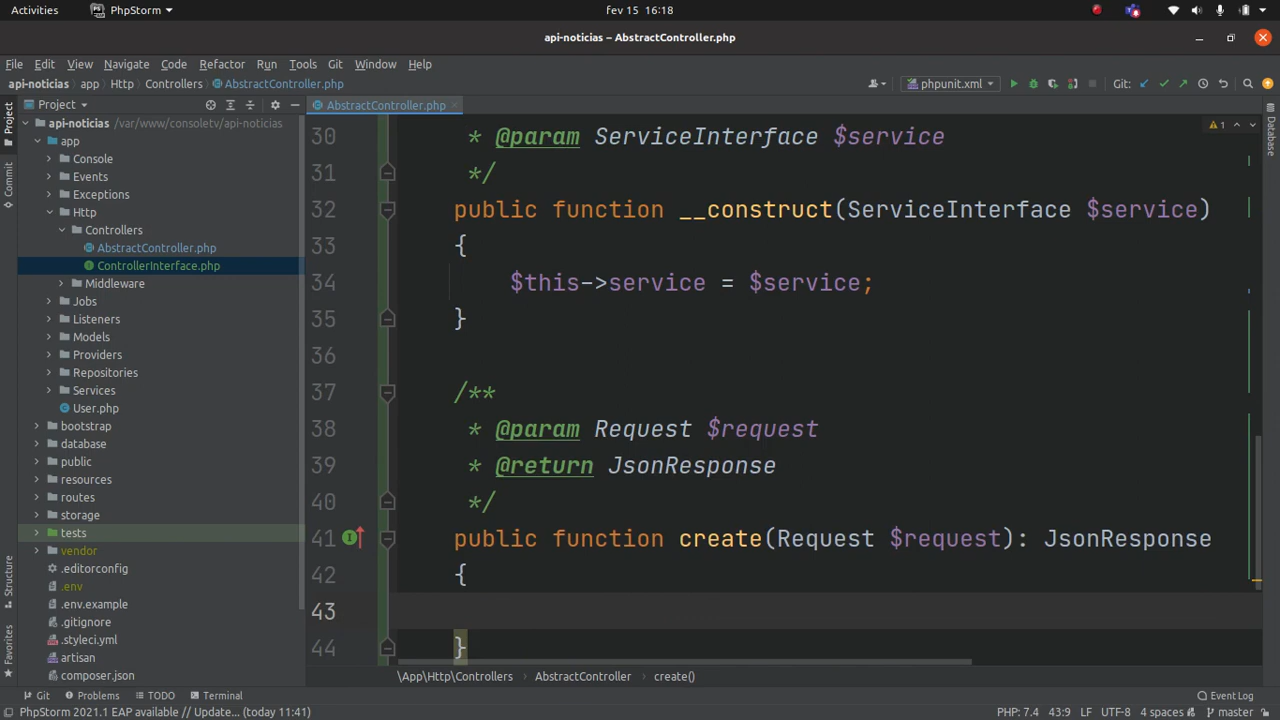 Activities PhpStorm fev 15 16:18
api-noticias – AbstractController.php
File Edit View Navigate Code Refactor Run Tools Git Window Help
api-noticias app Http Controllers AbstractController.php phpunit.xml Git:
Project AbstractController.php
api-noticias /var/www/consoletv/api-noticias
app
Console
Events
Exceptions
Http
Controllers
AbstractController.php
ControllerInterface.php
Middleware
Jobs
Listeners
Models
Providers
Repositories
Services
User.php
bootstrap
database
public
resources
routes
storage
tests
vendor
.editorconfig
.env
.env.example
.gitignore
.styleci.yml
artisan
composer.json
Project
Commit
Structure
Favorites
1
30 * @param ServiceInterface $service
31 */
32 public function __construct(ServiceInterface $service)
33 {
34 $this->service = $service;
35 }
36
37 /**
38 * @param Request $request
39 * @return JsonResponse
40 */
41 public function create(Request $request): JsonResponse
42 {
43
44 }
Database
\App\Http\Controllers AbstractController create()
Git Problems TODO Terminal Event Log
PhpStorm 2021.1 EAP available // Update... (today 11:41) PHP: 7.4 43:9 LF UTF-8 4 spaces master